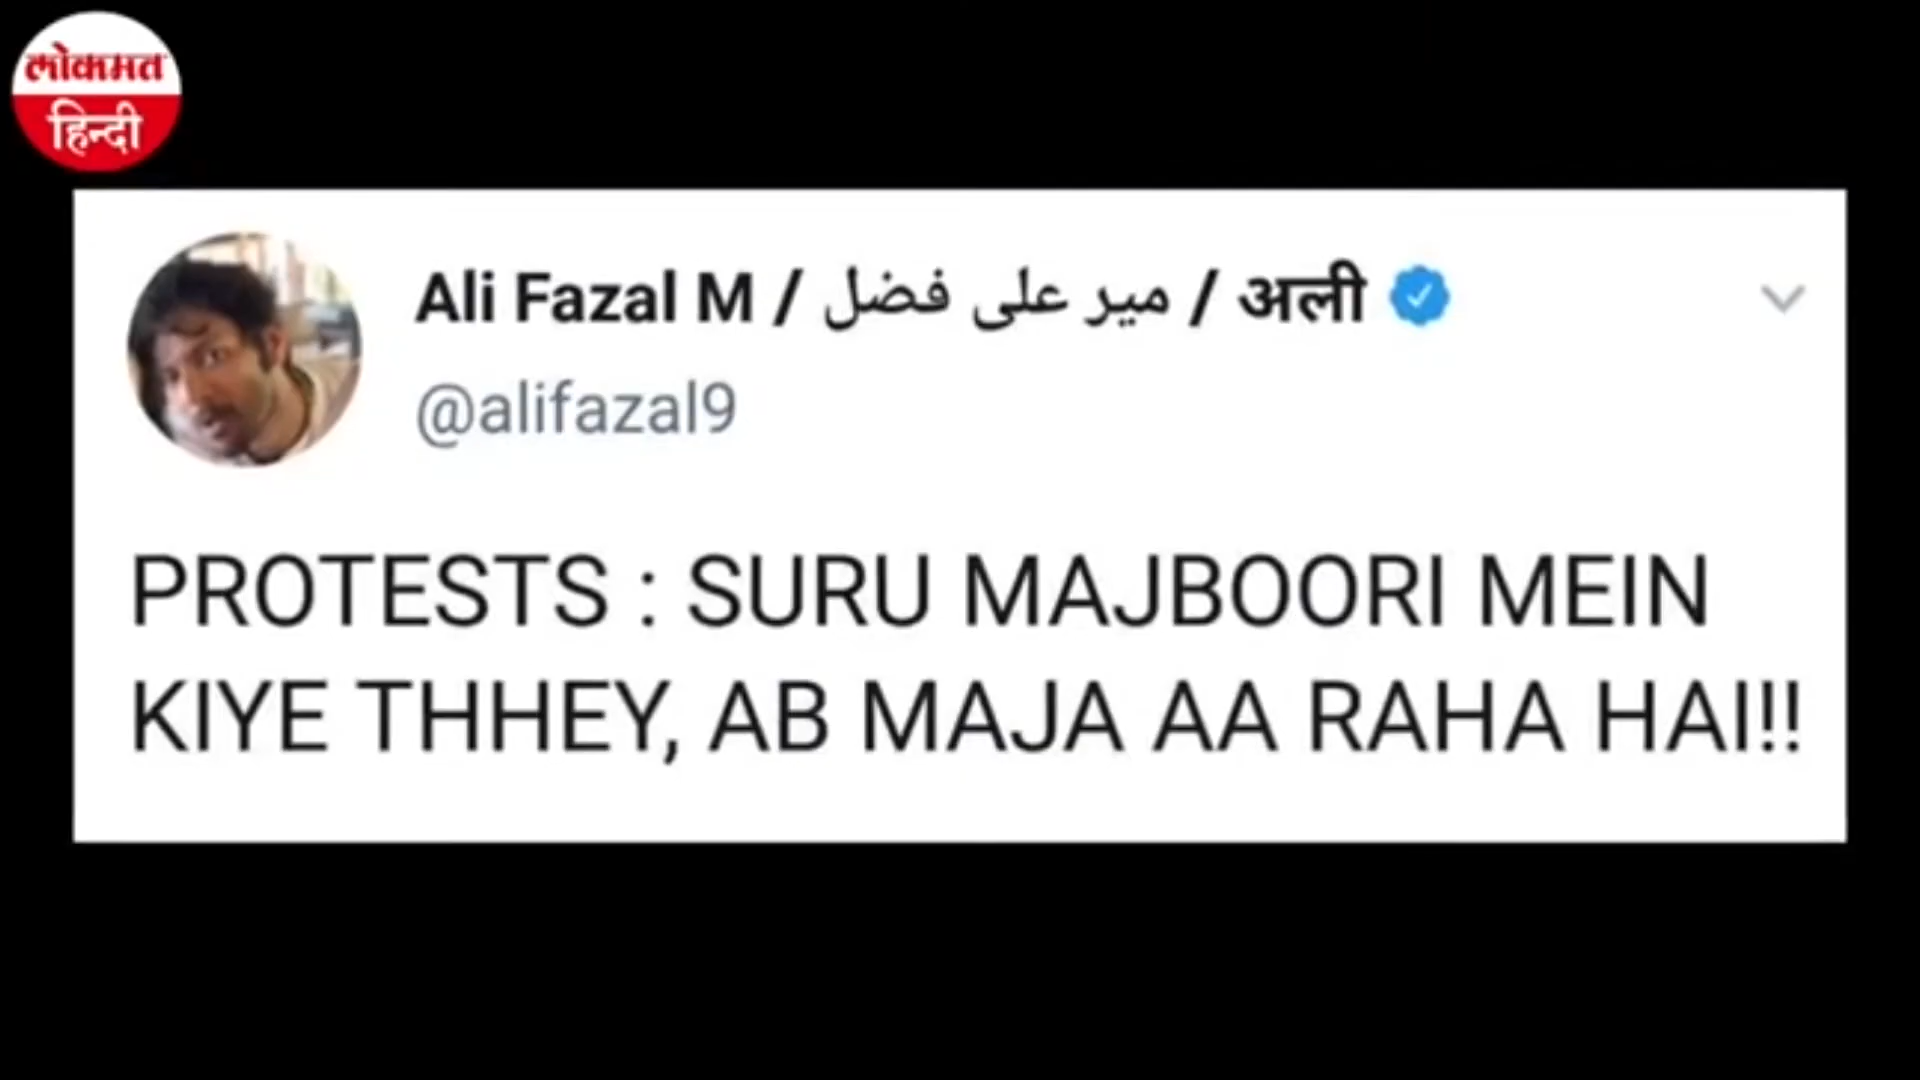 लोकमत
हिन्दी
Ali Fazal M / میر علی فضل / अली
@alifazal9
PROTESTS : SURU MAJBOORI MEIN
KIYE THHEY, AB MAJA AA RAHA HAI!!